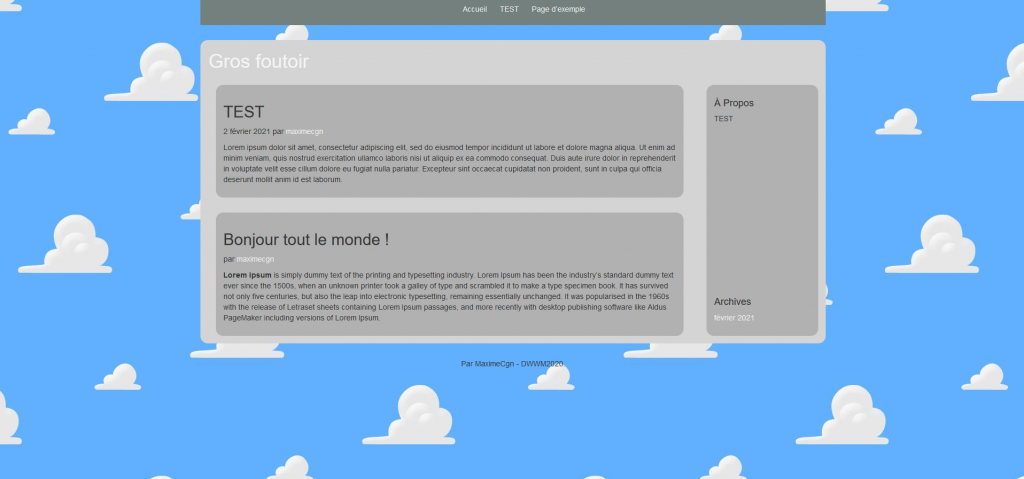 Accueil TEST Page d'exemple
Gros foutoir
TEST
2 février 2021 par maximecgn
Lorem ipsum dolor sit amet, consectetur adipiscing elit, sed do eiusmod tempor incididunt ut labore et dolore magna aliqua. Ut enim ad
minim veniam, quis nostrud exercitation ullamco laboris nisi ut aliquip ex ea commodo consequat. Duis aute irure dolor in reprehenderit
in voluptate velit esse cillum dolore eu fugiat nulla pariatur. Excepteur sint occaecat cupidatat non proident, sunt in culpa qui officia
deserunt mollit anim id est laborum.
Bonjour tout le monde !
par maximecgn
Lorem Ipsum is simply dummy text of the printing and typesetting industry. Lorem Ipsum has been the industry's standard dummy text
ever since the 1500s, when an unknown printer took a galley of type and scrambled it to make a type specimen book. It has survived
not only five centuries, but also the leap into electronic typesetting, remaining essentially unchanged. It was popularised in the 1960s
with the release of Letraset sheets containing Lorem Ipsum passages, and more recently with desktop publishing software like Aldus
PageMaker including versions of Lorem Ipsum.
À Propos
TEST
Archives
février 2021
Par MaximeCgn - DWWM2020